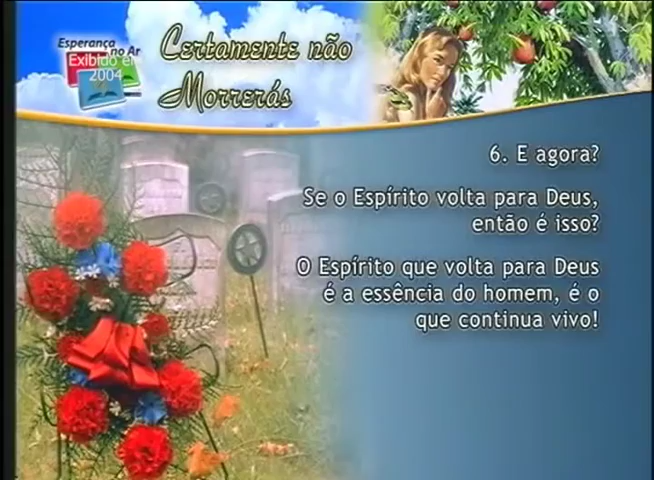 Esperança
no Ar
Exibido em
2004
Certamente não
Morrerás
6. E agora?
Se o Espírito volta para Deus,
então é isso?
O Espírito que volta para Deus
é a essência do homem, é o
que continua vivo!